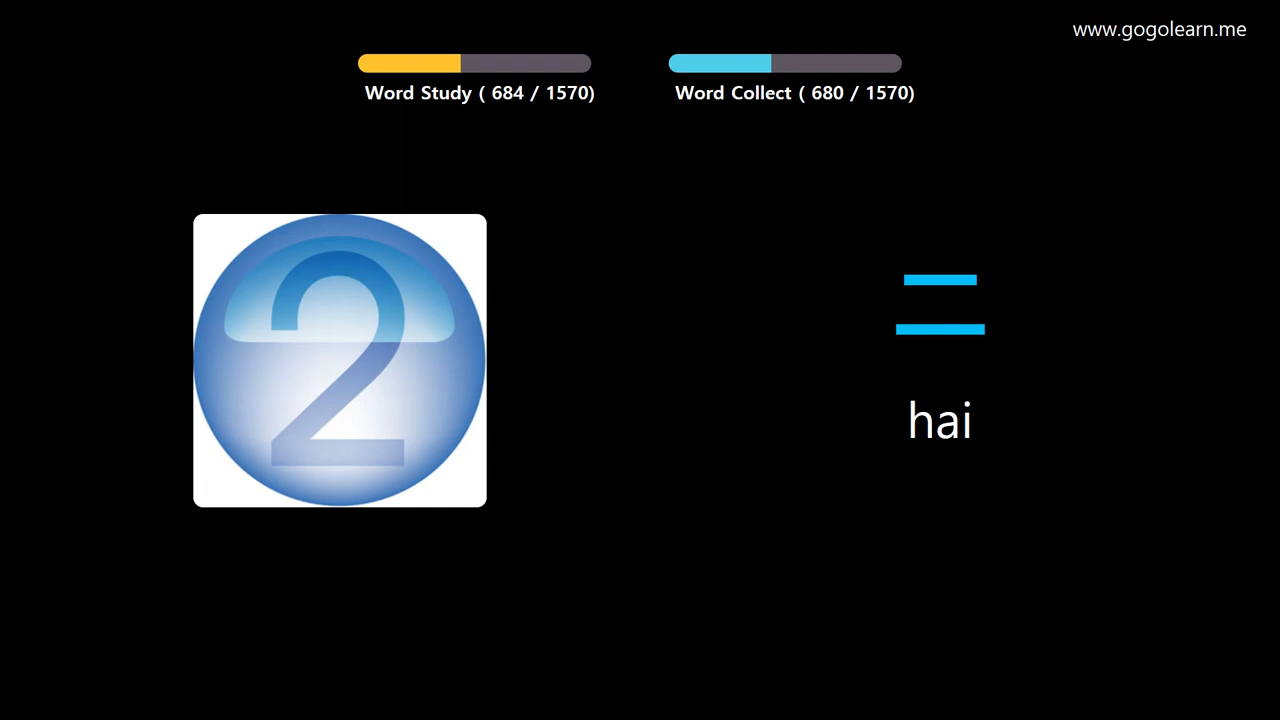 www.gogolearn.me
Word Study ( 684 / 1570)
Word Collect ( 680 / 1570)
2
二
hai